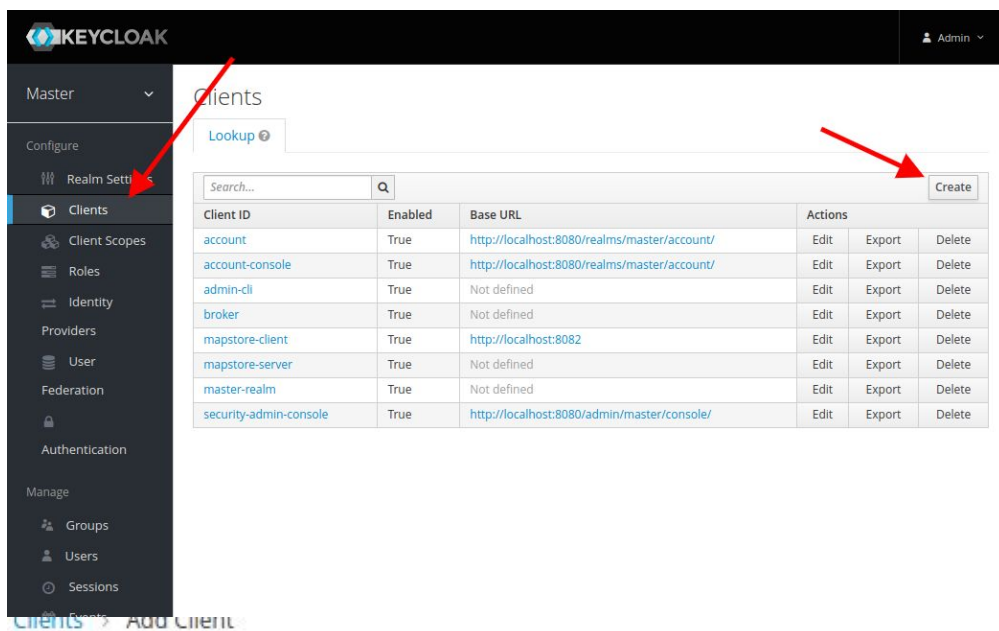 KEYCLOAK
Admin
Master
Configure
Realm Settings
Clients
Client Scopes
Roles
Identity
Providers
User
Federation
Authentication
Manage
Groups
Users
Sessions
Events
Clients
Lookup
Search...
Create
Client ID Enabled Base URL Actions
account True http://localhost:8080/realms/master/account/ Edit Export Delete
account-console True http://localhost:8080/realms/master/account/ Edit Export Delete
admin-cli True Not defined Edit Export Delete
broker True Not defined Edit Export Delete
mapstore-client True http://localhost:8082 Edit Export Delete
mapstore-server True Not defined Edit Export Delete
master-realm True Not defined Edit Export Delete
security-admin-console True http://localhost:8080/admin/master/console/ Edit Export Delete
Clients > Add Client